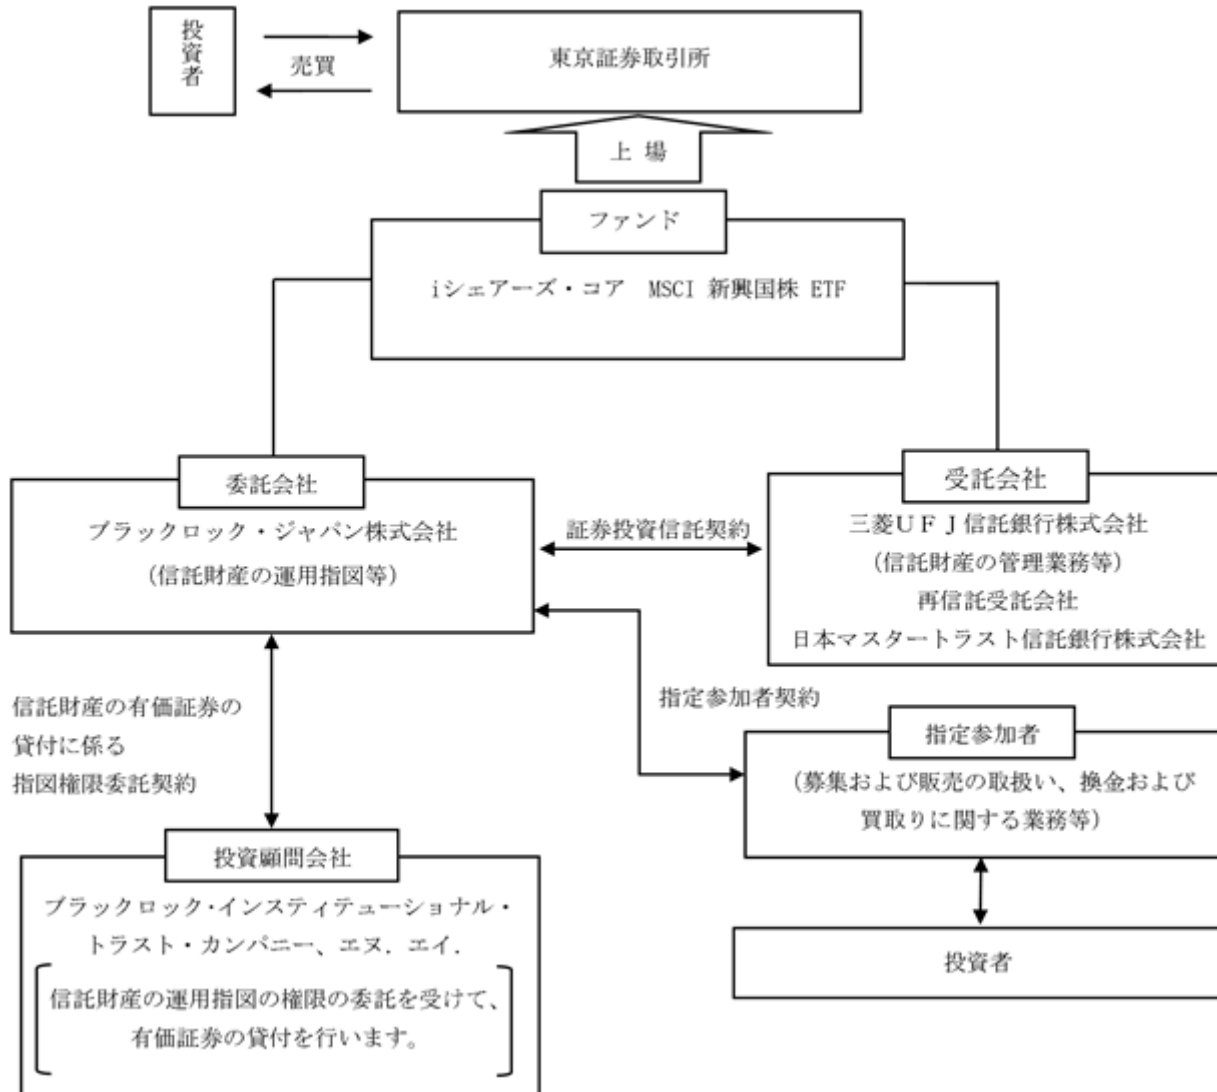 投資者
売買
東京証券取引所
上 場
ファンド
iシェアーズ・コア MSCI 新興国株 ETF
委託会社
ブラックロック・ジャパン株式会社
(信託財産の運用指図等)
証券投資信託契約
受託会社
三菱UFJ信託銀行株式会社
(信託財産の管理業務等)
再信託受託会社
日本マスタートラスト信託銀行株式会社
信託財産の有価証券の
貸付に係る
指図権限委託契約
指定参加者契約
指定参加者
(募集および販売の取扱い、換金および
買取りに関する業務等)
投資顧問会社
ブラックロック・インスティテューショナル・
トラスト・カンパニー、エヌ．エイ．
信託財産の運用指図の権限の委託を受けて、
有価証券の貸付を行います。
投資者